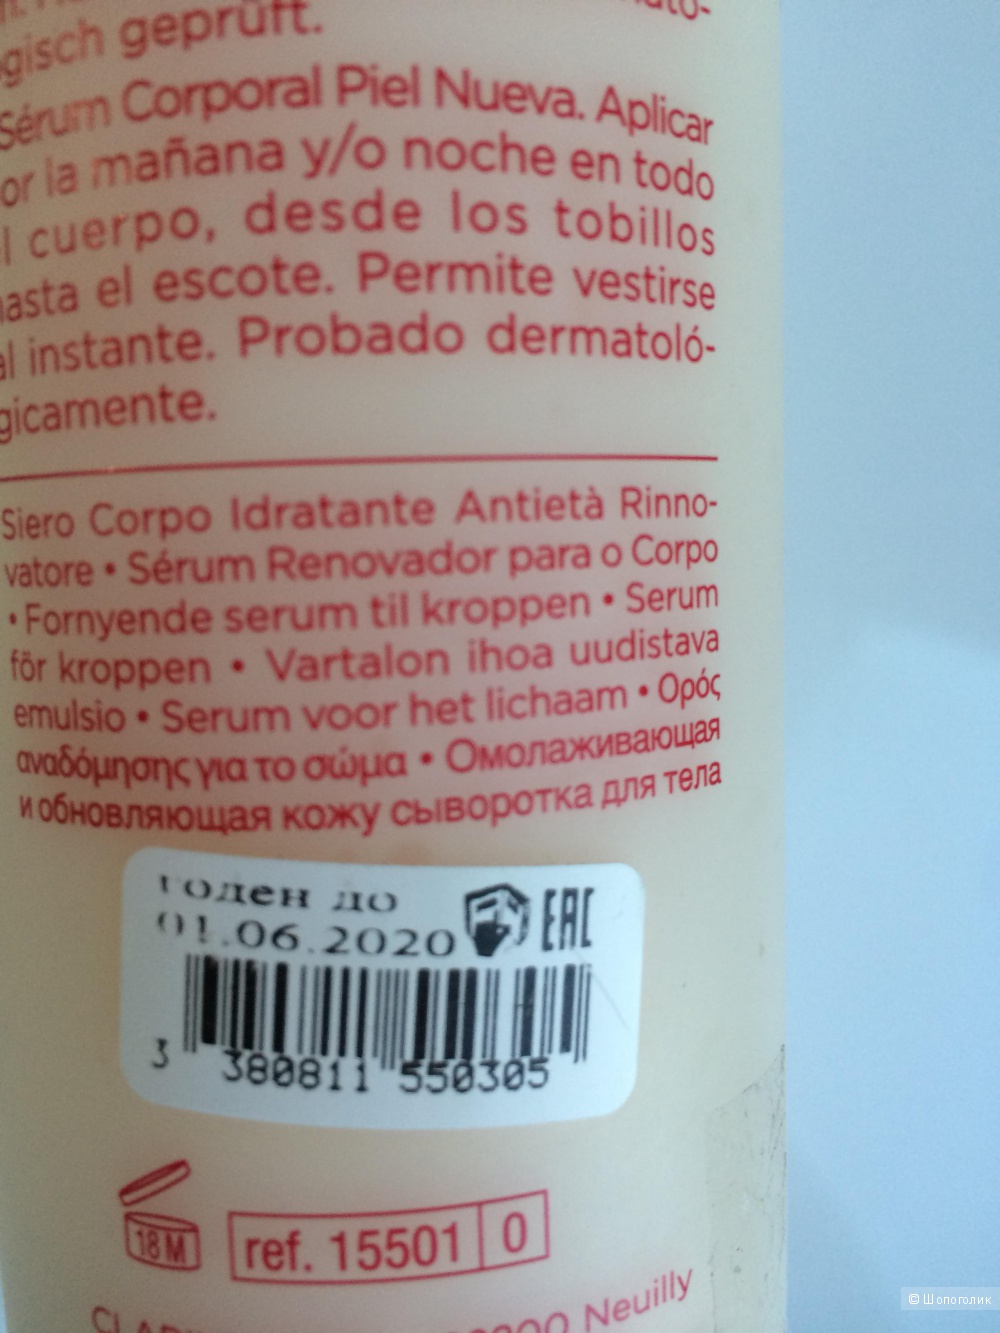 ogisch geprüft.
Sérum Corporal Piel Nueva. Aplicar
or la mañana y/o noche en todo
l cuerpo, desde los tobillos
hasta el escote. Permite vestirse
al instante. Probado dermatoló-
gicamente.
Siero Corpo Idratante Antietà Rinno-
vatore • Sérum Renovador para o Corpo
• Fornyende serum til kroppen • Serum
för kroppen • Vartalon ihoa uudistava
emulsio • Serum voor het lichaam • Ορός
αναδόμησης για το σώμα • Омолаживающая
и обновляющая кожу сыворотка для тела
годен до
01.06.2020 EAC
3 380811 550305
18 M
ref. 15501 0
Neuilly
© Шопоголик